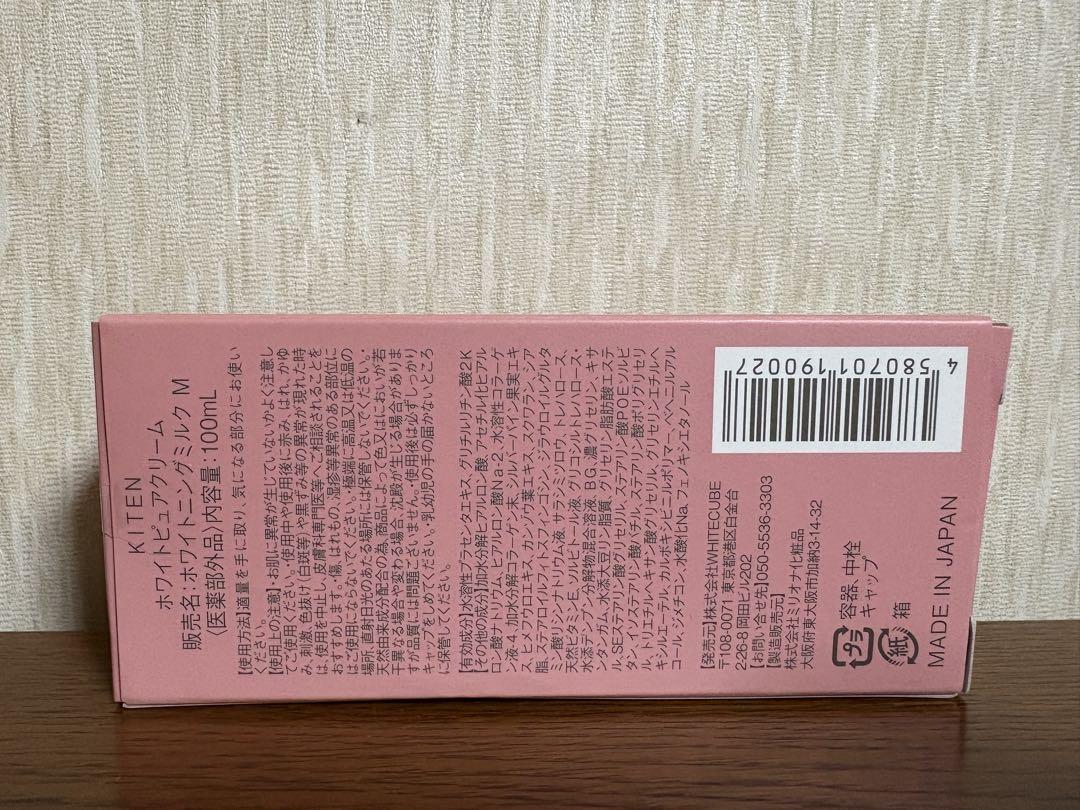 KITEN
ホワイトピュアクリーム
販売名:ホワイトニングミルク M
〈医薬部外品〉内容量:100mL
【使用方法】適量を手に取り、気になる部分にお使い
ください。
【使用上の注意】・お肌に異常が生じていないかよく注意し
てご使用ください。・使用中や使用後に赤み、はれ、かゆ
み、刺激、色抜け(白斑等)や黒ずみ等の異常が現れた時
は、使用を中止し、皮膚科専門医等へご相談されることを
おすすめします。・傷、はれもの、湿疹等異常のある部位に
はご使用にならないでください。・極端に高温又は低温の
場所、直射日光のあたる場所には保管しないでください。・
天然由来成分配合の為、商品によって色又はにおいが若
干異なる場合や変わる場合、沈殿が生じる場合がありま
すが品質には問題ございません。・使用後は必ずしっかり
キャップをしめてください。・乳幼児の手の届かないところ
に保管してください。
【有効成分】水溶性プラセンタエキス、グリチルリチン酸2K
【その他の成分】加水分解ヒアルロン酸、アセチル化ヒアルロ
ン酸ナトリウム、ヒアルロン酸Na-2、水溶性コラーゲ
ン液4、加水分解コラーゲン末、シルバーバイン果実エキ
ス、ヒメフウロエキス、カンゾウ葉エキス、スクワラン、シア
脂、ステアロイルフィトスフィンゴシン、ジラウロイルグルタ
ミン酸リシンナトリウム液、サラシミツロウ、トレハロース、
天然ビタミンE、ソルビトール液、グリコシルトレハロース・
水添デンプン分解物混合溶液、BG、濃グリセリン、キサ
ンタンガム、水添大豆リン脂質、グリセリン脂肪酸エステ
ル、SEステアリン酸グリセリル、ステアリン酸POEソルビ
タン、イソステアリン酸バチル、ステアリン酸ポリグリセリ
ル、トリエチルヘキサン酸グリセリル、グリセリンエチルヘ
キシルエーテル、カルボキシビニルポリマー、ベヘニルアル
コール、ジメチコン、水酸化Na、フェノキシエタノール
【発売元】株式会社WHITECUBE
〒108-0071 東京都港区白金台
2-26-8 岡田ビル202
【お問い合せ先】050-5536-3303
【製造販売元】
株式会社ミリオナ化粧品
大阪府東大阪市加納3-14-32
プラ 容器、中栓
キャップ
紙 箱
MADE IN JAPAN
4 580701 190027